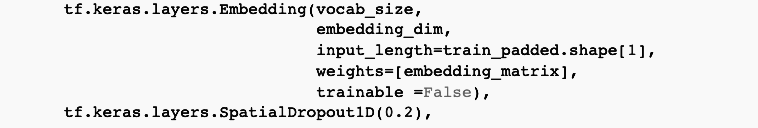 tf.keras.layers.Embedding(vocab_size,
embedding_dim,
input_length=train_padded.shape[1],
weights=[embedding_matrix],
trainable =False),
tf.keras.layers.SpatialDropout1D(0.2),